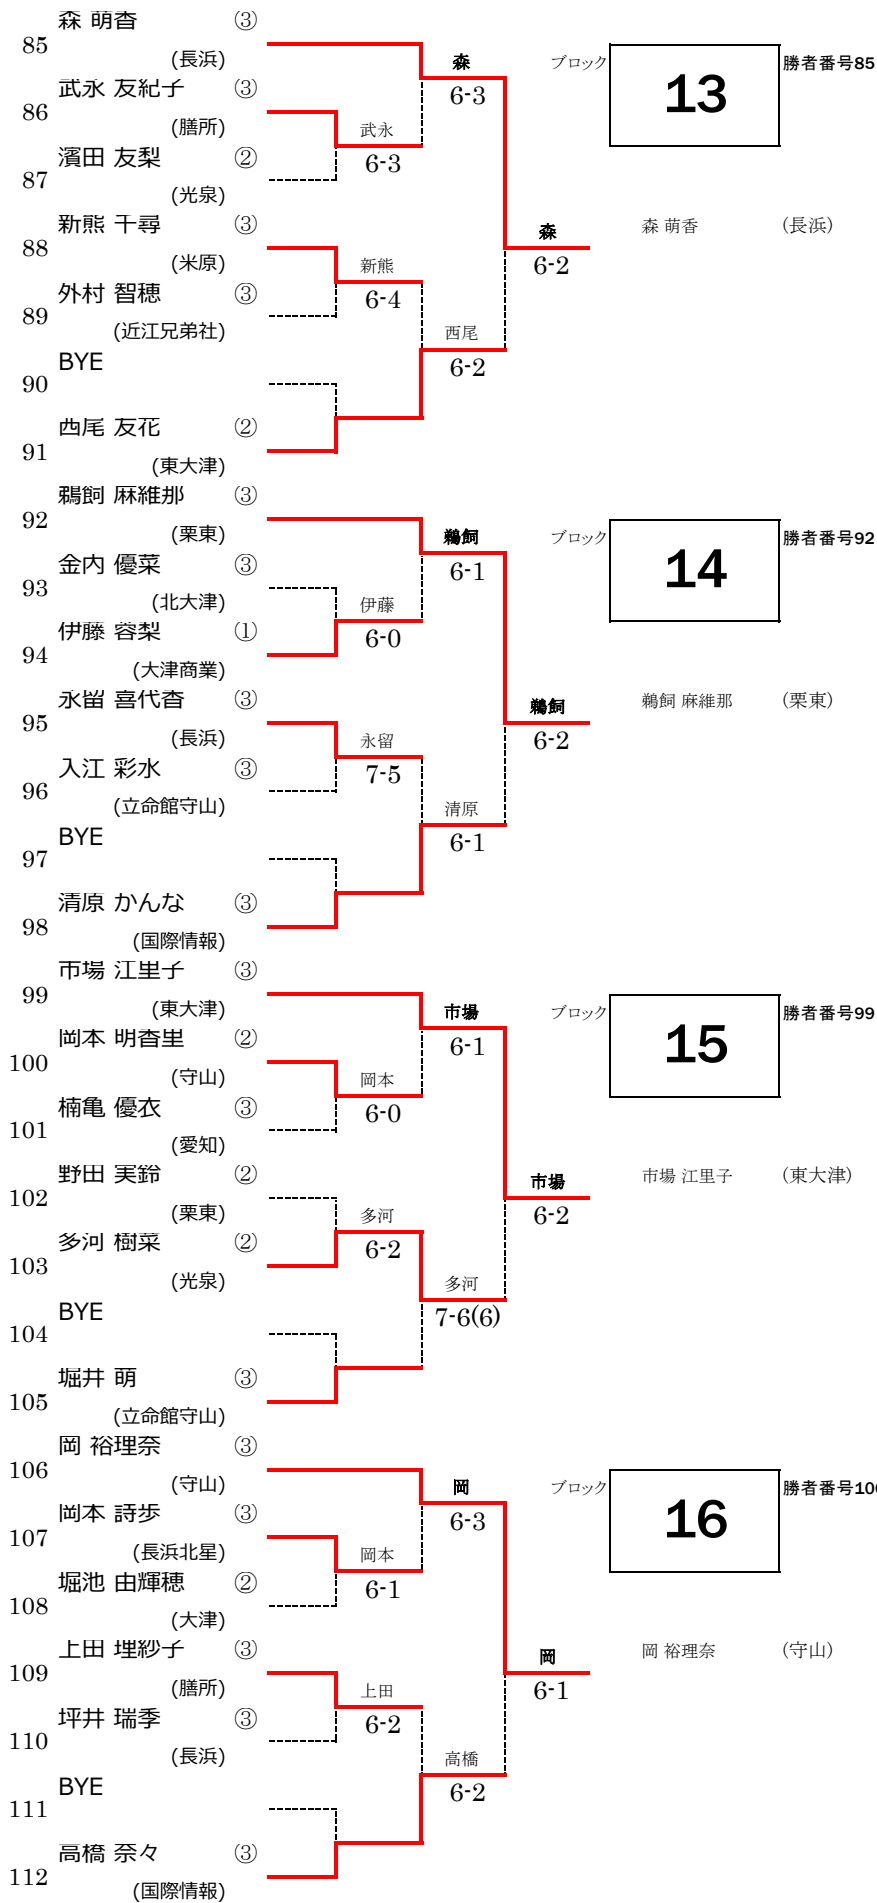 森 萌香 ③
85
(長浜)
森
6-3
ブロック 13 勝者番号85
武永 友紀子 ③
86
(膳所)
武永
6-3
濱田 友梨 ②
87
(光泉)
新熊 千尋 ③
88
(米原)
森
6-2
森 萌香 (長浜)
新熊
6-4
外村 智穂 ③
89
(近江兄弟社)
西尾
6-2
BYE
90
西尾 友花 ②
91
(東大津)
鵜飼 麻維那 ③
92
(栗東)
鵜飼
6-1
ブロック 14 勝者番号92
金内 優菜 ③
93
(北大津)
伊藤
6-0
伊藤 容梨 ①
94
(大津商業)
永留 喜代香 ③
95
(長浜)
鵜飼
6-2
鵜飼 麻維那 (栗東)
永留
7-5
入江 彩水 ③
96
(立命館守山)
清原
6-1
BYE
97
清原 かんな ③
98
(国際情報)
市場 江里子 ③
99
(東大津)
市場
6-1
ブロック 15 勝者番号99
岡本 明香里 ②
100
(守山)
岡本
6-0
楠亀 優衣 ③
101
(愛知)
野田 実鈴 ②
102
(栗東)
市場
6-2
市場 江里子 (東大津)
多河
6-2
多河 樹菜 ②
103
(光泉)
多河
7-6(6)
BYE
104
堀井 萌 ③
105
(立命館守山)
岡 裕理奈 ③
106
(守山)
岡
6-3
ブロック 16 勝者番号106
岡本 詩歩 ③
107
(長浜北星)
岡本
6-1
堀池 由輝穂 ②
108
(大津)
上田 理紗子 ③
109
(膳所)
岡
6-1
岡 裕理奈 (守山)
上田
6-2
坪井 瑞季 ③
110
(長浜)
高橋
6-2
BYE
111
高橋 奈々 ③
112
(国際情報)